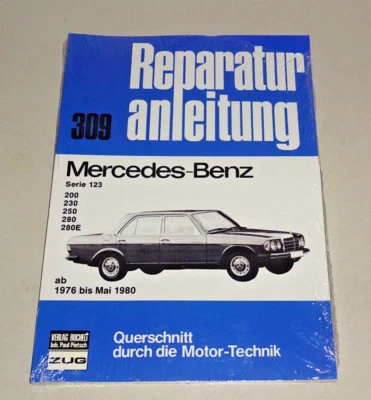 Reparatur
309 anleitung
Mercedes-Benz
Serie 123
200
230
250
280
280E
ab
1976 bis Mai 1980
VERLAG BUCHELI
Inh. Paul Pietsch
ZUG
Querschnitt
durch die Motor-Technik